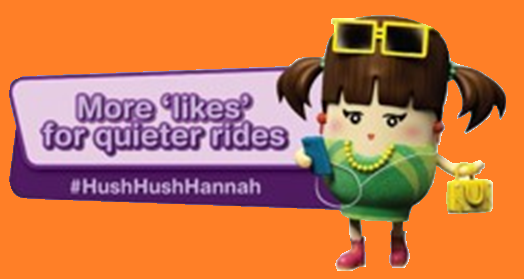 More ‘likes’
for quieter rides
#HushHushHannah